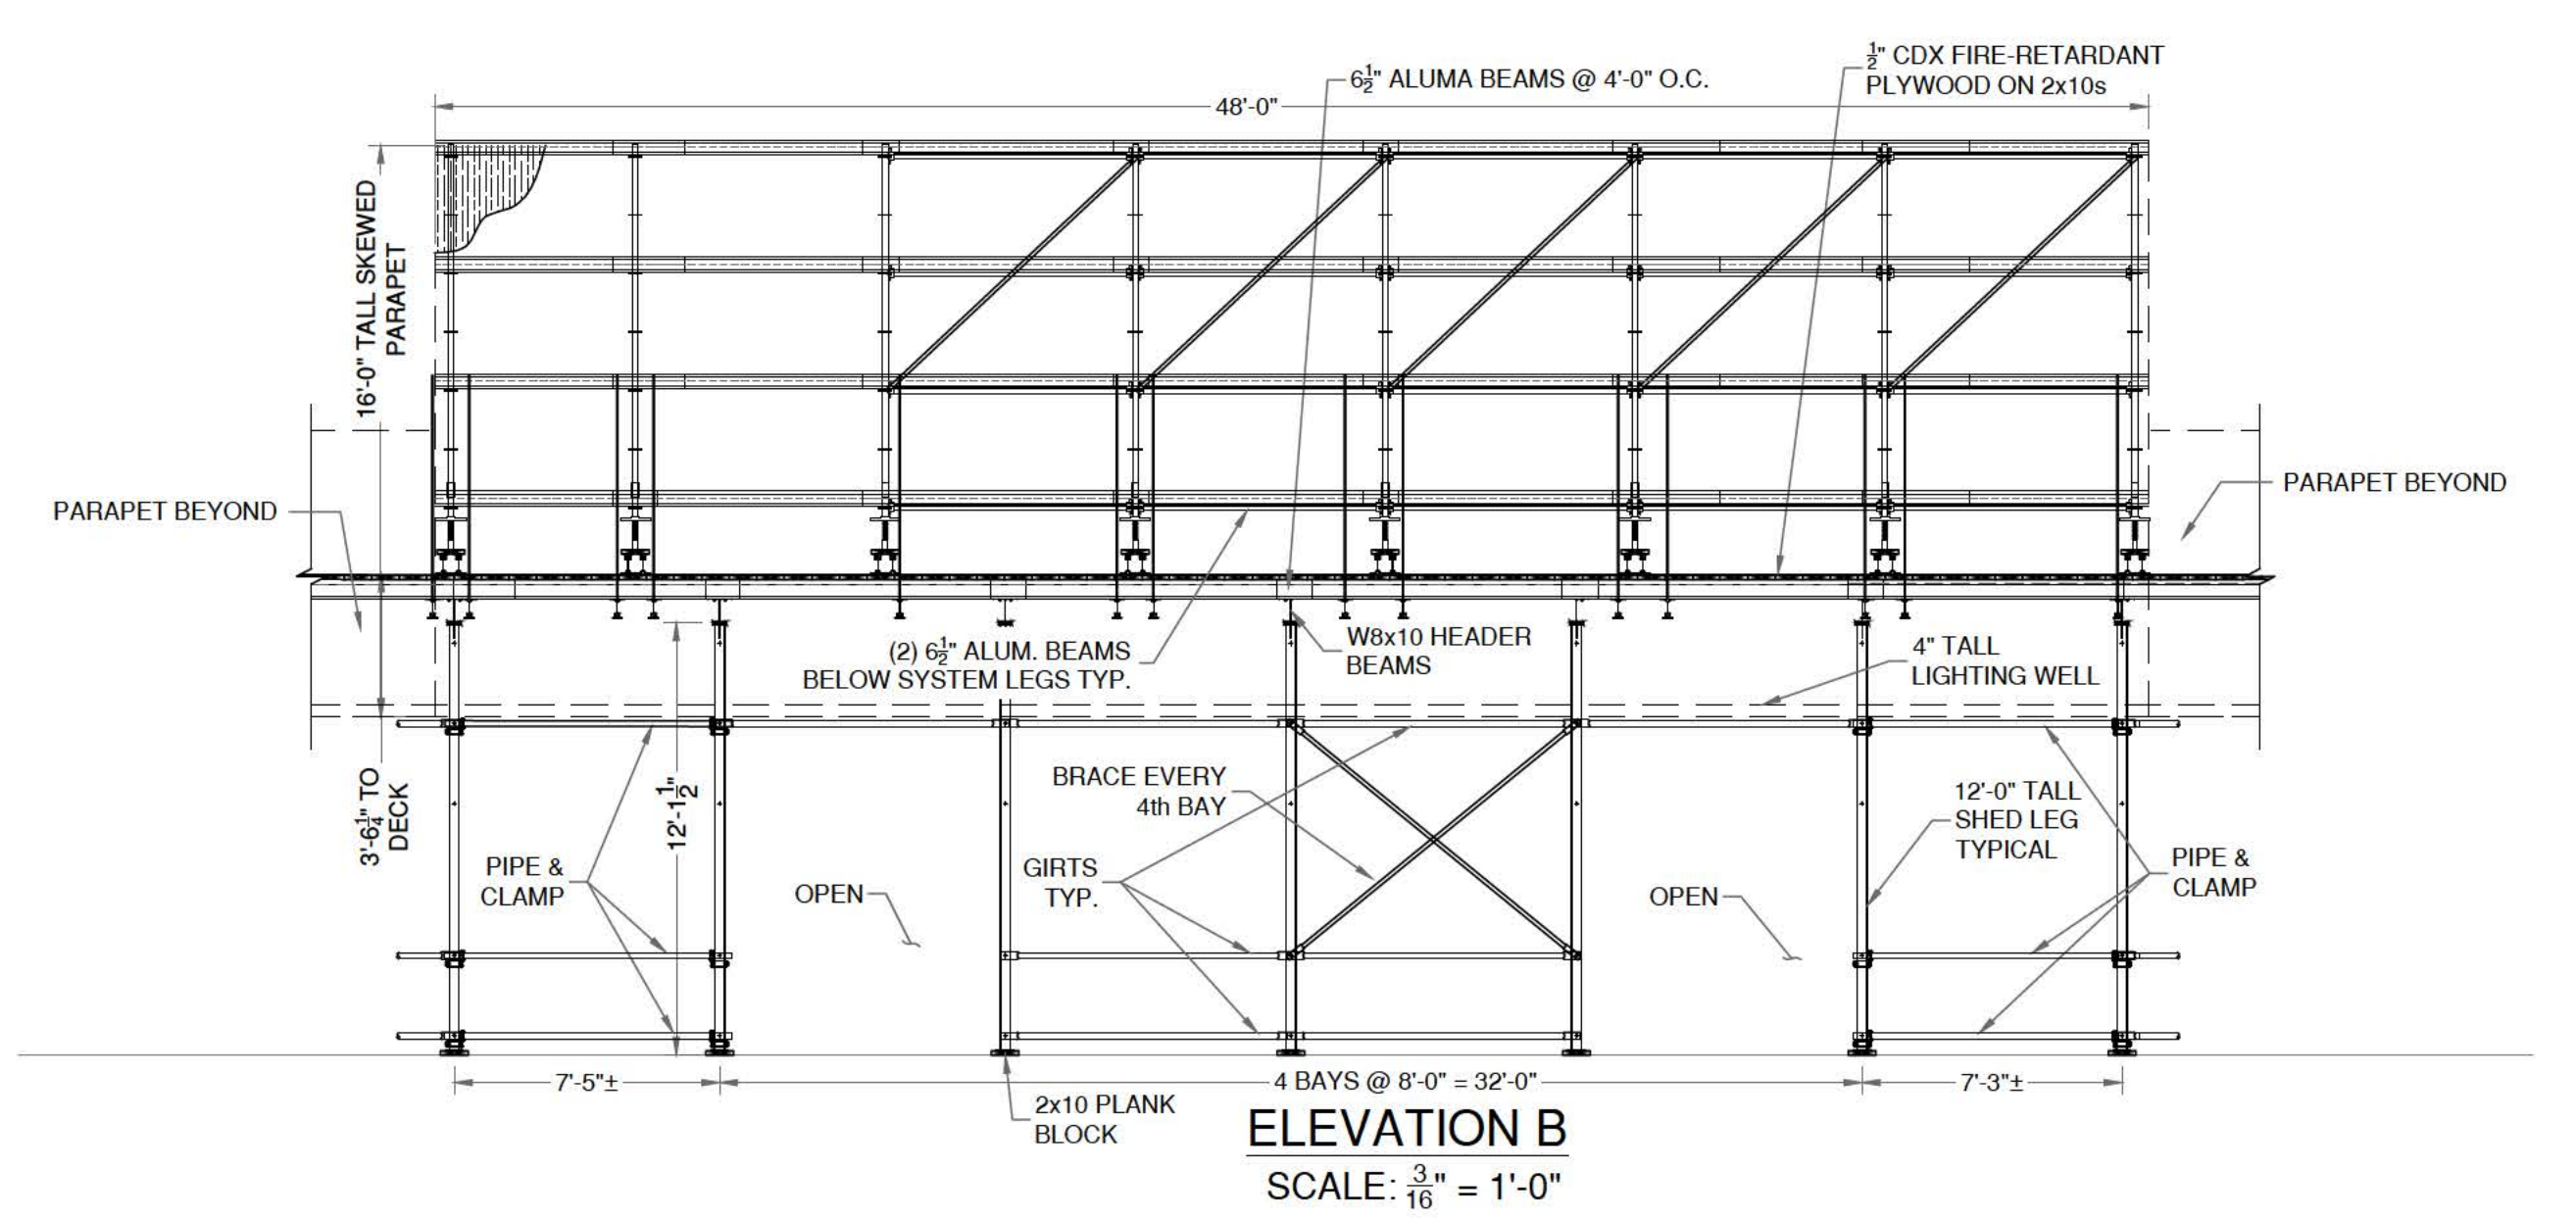 6½" ALUMA BEAMS @ 4'-0" O.C.
½" CDX FIRE-RETARDANT
PLYWOOD ON 2x10s
48'-0"
16'-0" TALL SKEWED
PARAPET
PARAPET BEYOND
PARAPET BEYOND
(2) 6½" ALUM. BEAMS
BELOW SYSTEM LEGS TYP.
W8x10 HEADER
BEAMS
4" TALL
LIGHTING WELL
3'-6¼" TO
DECK
12'-1½"
BRACE EVERY
4th BAY
12'-0" TALL
SHED LEG
TYPICAL
PIPE &
CLAMP
OPEN
GIRTS
TYP.
OPEN
PIPE &
CLAMP
7'-5"±
4 BAYS @ 8'-0" = 32'-0"
7'-3"±
2x10 PLANK
BLOCK
ELEVATION B
SCALE: 3/16" = 1'-0"